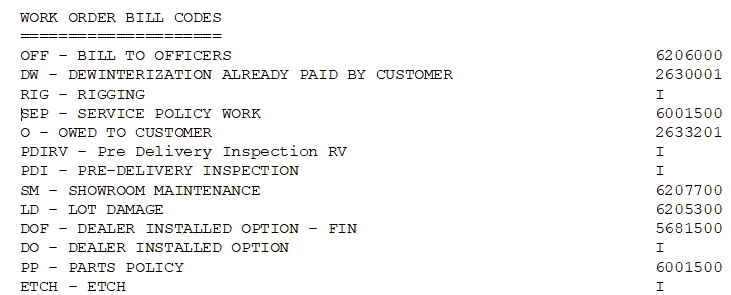 WORK ORDER BILL CODES
=====================
OFF - BILL TO OFFICERS 6206000
DW - DEWINTERIZATION ALREADY PAID BY CUSTOMER 2630001
RIG - RIGGING I
SEP - SERVICE POLICY WORK 6001500
O - OWED TO CUSTOMER 2633201
PDIRV - Pre Delivery Inspection RV I
PDI - PRE-DELIVERY INSPECTION I
SM - SHOWROOM MAINTENANCE 6207700
LD - LOT DAMAGE 6205300
DOF - DEALER INSTALLED OPTION - FIN 5681500
DO - DEALER INSTALLED OPTION I
PP - PARTS POLICY 6001500
ETCH - ETCH I